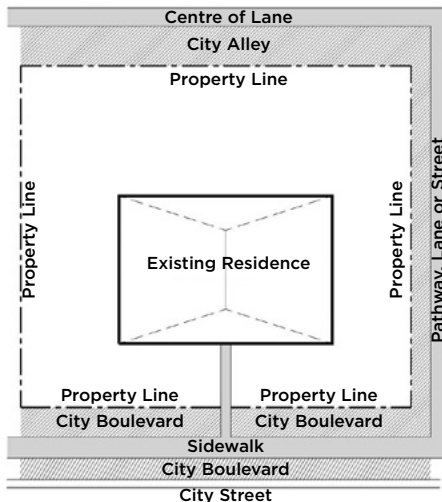 Centre of Lane
City Alley
Property Line
Property Line
Property Line
Pathway, Lane or Street
Existing Residence
Property Line
Property Line
City Boulevard
City Boulevard
Sidewalk
City Boulevard
City Street